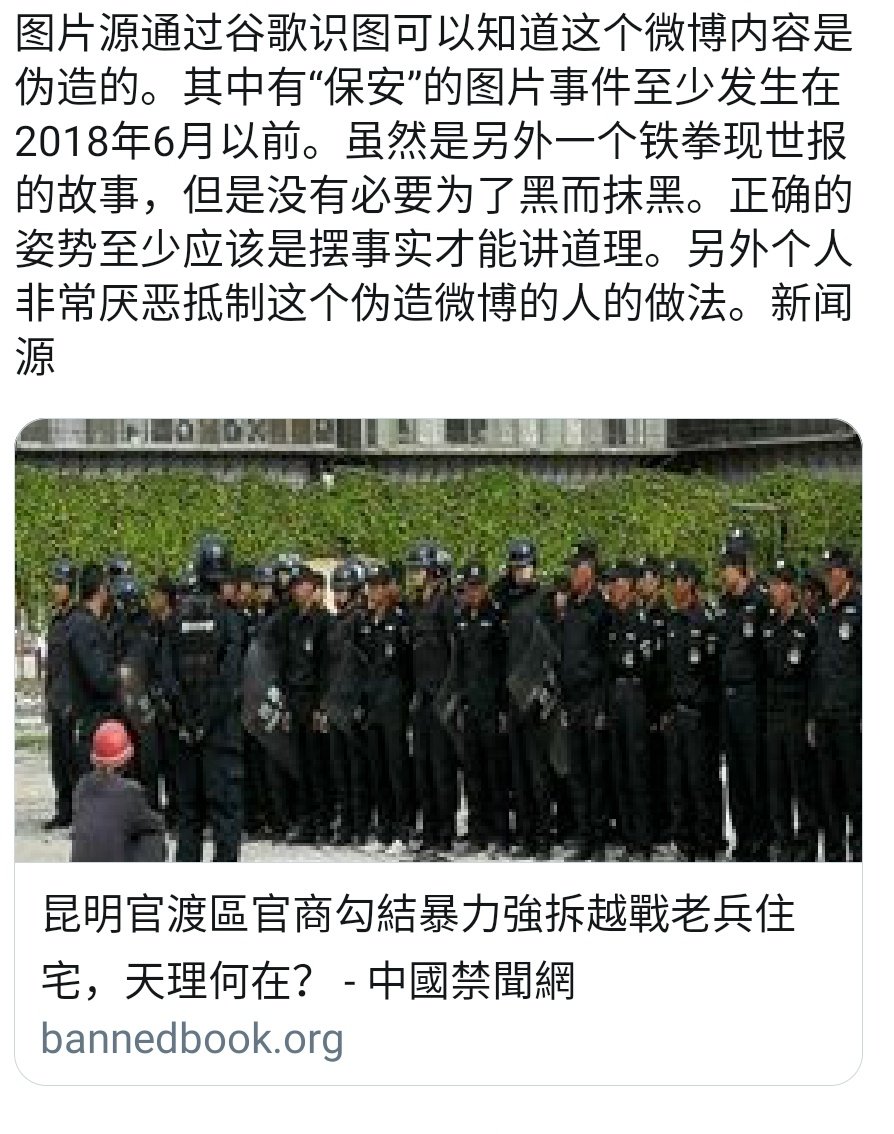 图片源通过谷歌识图可以知道这个微博内容是
伪造的。其中有“保安”的图片事件至少发生在
2018年6月以前。虽然是另外一个铁拳现世报
的故事，但是没有必要为了黑而抹黑。正确的
姿势至少应该是摆事实才能讲道理。另外个人
非常厌恶抵制这个伪造微博的人的做法。新闻
源
昆明官渡區官商勾結暴力強拆越戰老兵住
宅，天理何在？ - 中國禁聞網
bannedbook.org